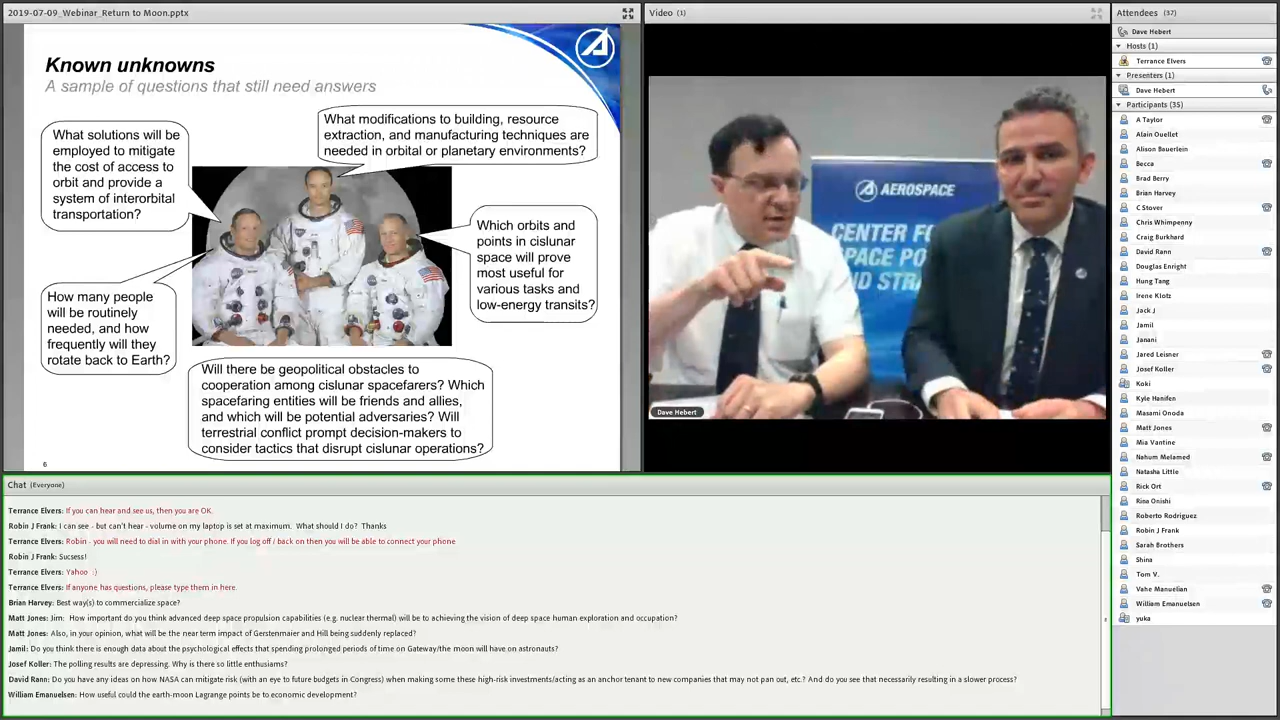 2019-07-09_Webinar_Return to Moon.pptx
Known unknowns
A sample of questions that still need answers
What solutions will be
employed to mitigate
the cost of access to
orbit and provide a
system of interorbital
transportation?
What modifications to building, resource
extraction, and manufacturing techniques are
needed in orbital or planetary environments?
Which orbits and
points in cislunar
space will prove
most useful for
various tasks and
low-energy transits?
How many people
will be routinely
needed, and how
frequently will they
rotate back to Earth?
Will there be geopolitical obstacles to
cooperation among cislunar spacefarers? Which
spacefaring entities will be friends and allies,
and which will be potential adversaries? Will
terrestrial conflict prompt decision-makers to
consider tactics that disrupt cislunar operations?
6
Video (1)
AEROSPACE
CENTER FO
SPACE PO
ND STRA
Dave Hebert
Attendees (37)
Dave Hebert
Hosts (1)
Terrance Elvers
Presenters (1)
Dave Hebert
Participants (35)
A Taylor
Alain Ouellet
Alison Bauerlein
Becca
Brad Berry
Brian Harvey
C Stover
Chris Whimpenny
Craig Burkhard
David Rann
Douglas Enright
Hung Tang
Irene Klotz
Jack J
Jamil
Janani
Jared Leisner
Josef Koller
Koki
Kyle Hanifen
Masami Onoda
Matt Jones
Mia Vantine
Nahum Melamed
Natasha Little
Rick Ort
Rina Onishi
Roberto Rodriguez
Robin J Frank
Sarah Brothers
Shina
Tom V.
Vahe Manuelian
William Emanuelsen
yuka
Chat (Everyone)
Terrance Elvers: If you can hear and see us, then you are OK.
Robin J Frank: I can see - but can't hear - volume on my laptop is set at maximum. What should I do? Thanks
Terrance Elvers: Robin - you will need to dial in with your phone. If you log off / back on then you will be able to connect your phone
Robin J Frank: Sucsess!
Terrance Elvers: Yahoo :)
Terrance Elvers: If anyone has questions, please type them in here.
Brian Harvey: Best way(s) to commercialize space?
Matt Jones: Jim: How important do you think advanced deep space propulsion capabilities (e.g. nuclear thermal) will be to achieving the vision of deep space human exploration and occupation?
Matt Jones: Also, in your opinion, what will be the near term impact of Gerstenmaier and Hill being suddenly replaced?
Jamil: Do you think there is enough data about the psychological effects that spending prolonged periods of time on Gateway/the moon will have on astronauts?
Josef Koller: The polling results are depressing. Why is there so little enthusiams?
David Rann: Do you have any ideas on how NASA can mitigate risk (with an eye to future budgets in Congress) when making some these high-risk investments/acting as an anchor tenant to new companies that may not pan out, etc.? And do you see that necessarily resulting in a slower process?
William Emanuelsen: How useful could the earth-moon Lagrange points be to economic development?